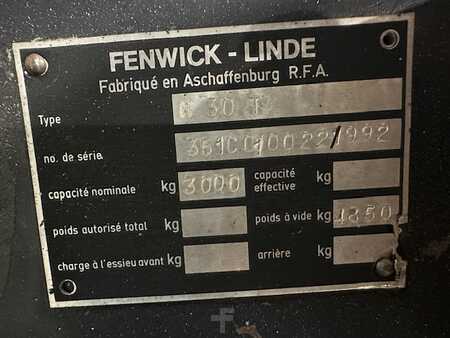 FENWICK - LINDE
Fabriqué en Aschaffenburg R.F.A.
Type
no. de série
capacité nominale kg 3000 capacité effective kg
poids autorisé total kg poids à vide kg
charge à l'essieu avant kg arrière kg